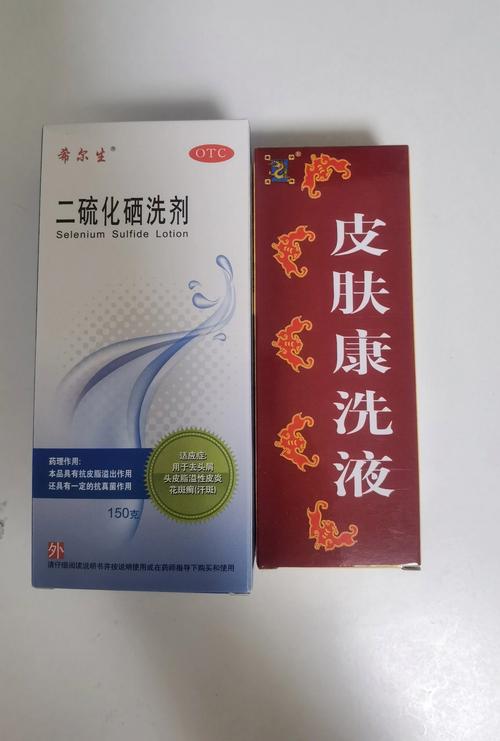 希尔生®
OTC
二硫化硒洗剂
Selenium Sulfide Lotion
药理作用：
本品具有抗皮脂溢出作用
还具有一定的抗真菌作用
适应症：
用于去头屑
头皮脂溢性皮炎
花斑癣(汗斑)
150克
外
请仔细阅读说明书并按说明使用或在药师指导下购买和使用
®
皮肤康洗液